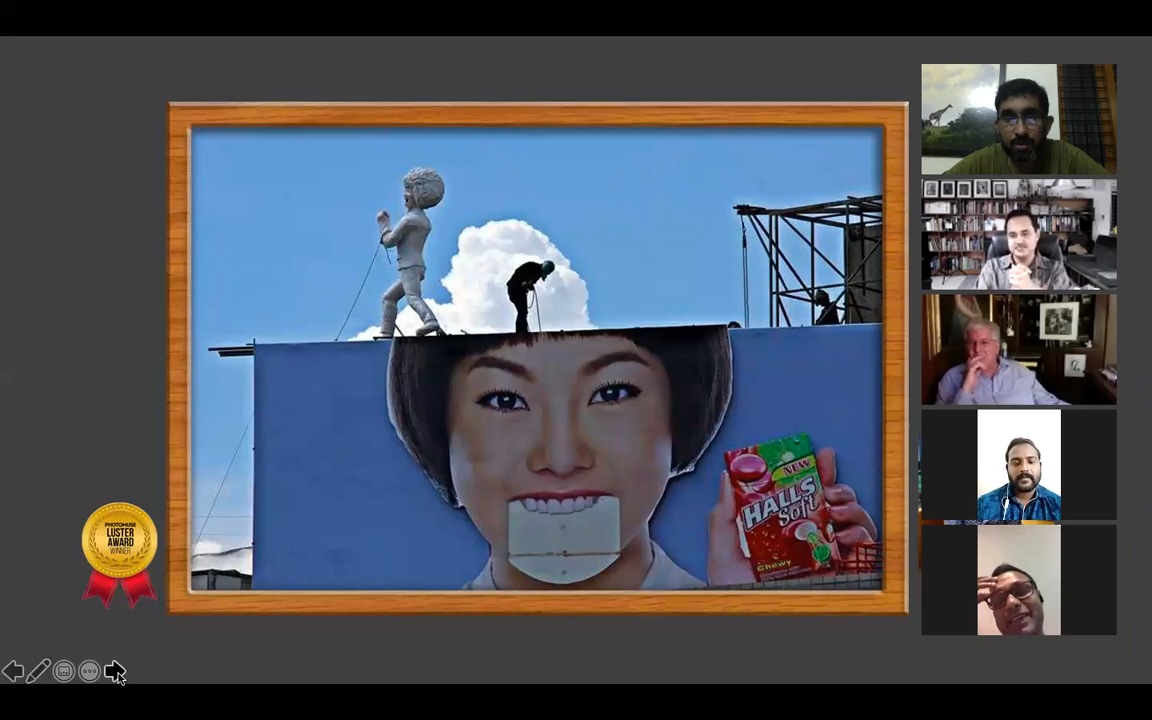 NEW
HALLS
Soft
Chewy
PHOTOMUSE
LUSTER
AWARD
WINNER